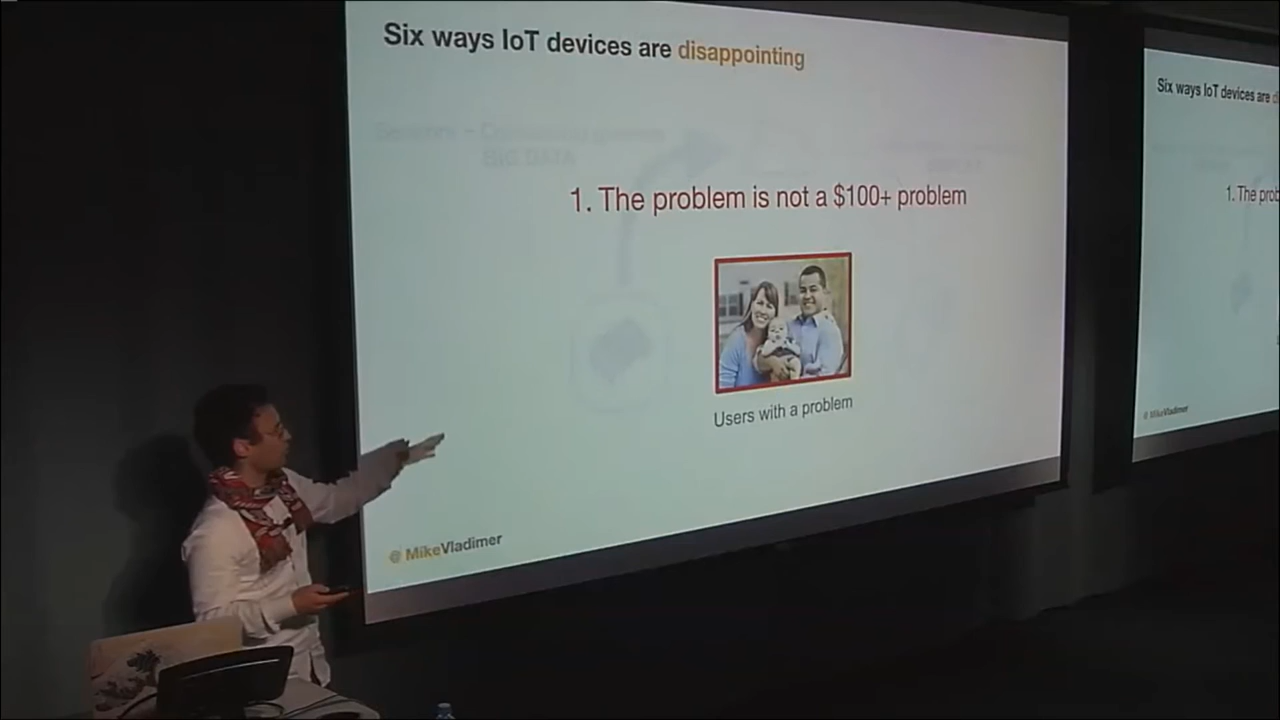 Six ways IoT devices are disappointing
1. The problem is not a $100+ problem
Users with a problem
@ MikeVladimer
Six ways IoT devices are
1. The prob
@ MikeVladimer